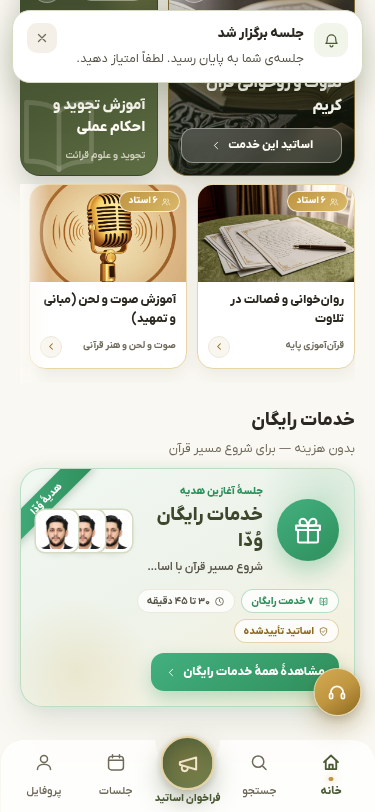 جلسه برگزار شد
جلسه‌ی شما به پایان رسید. لطفاً امتیاز دهید.
تلاوت و روخوانی قرآن
کریم
اساتید این خدمت
آموزش تجوید و
احکام عملی
تجوید و علوم قرائت
۶ استاد
روان‌خوانی و فصالت در
تلاوت
قرآن‌آموزی پایه
۶ استاد
آموزش صوت و لحن (مبانی
و تمهید)
صوت و لحن و هنر قرآنی
خدمات رایگان
بدون هزینه — برای شروع مسیر قرآن
هدیهٔ وُدّا
جلسهٔ آغازین هدیه
خدمات رایگان
وُدّا
شروع مسیر قرآن با اسا...
۷ خدمت رایگان
۳۰ تا ۴۵ دقیقه
اساتید تأییدشده
مشاهدهٔ همهٔ خدمات رایگان
خانه
جستجو
فراخوان اساتید
جلسات
پروفایل